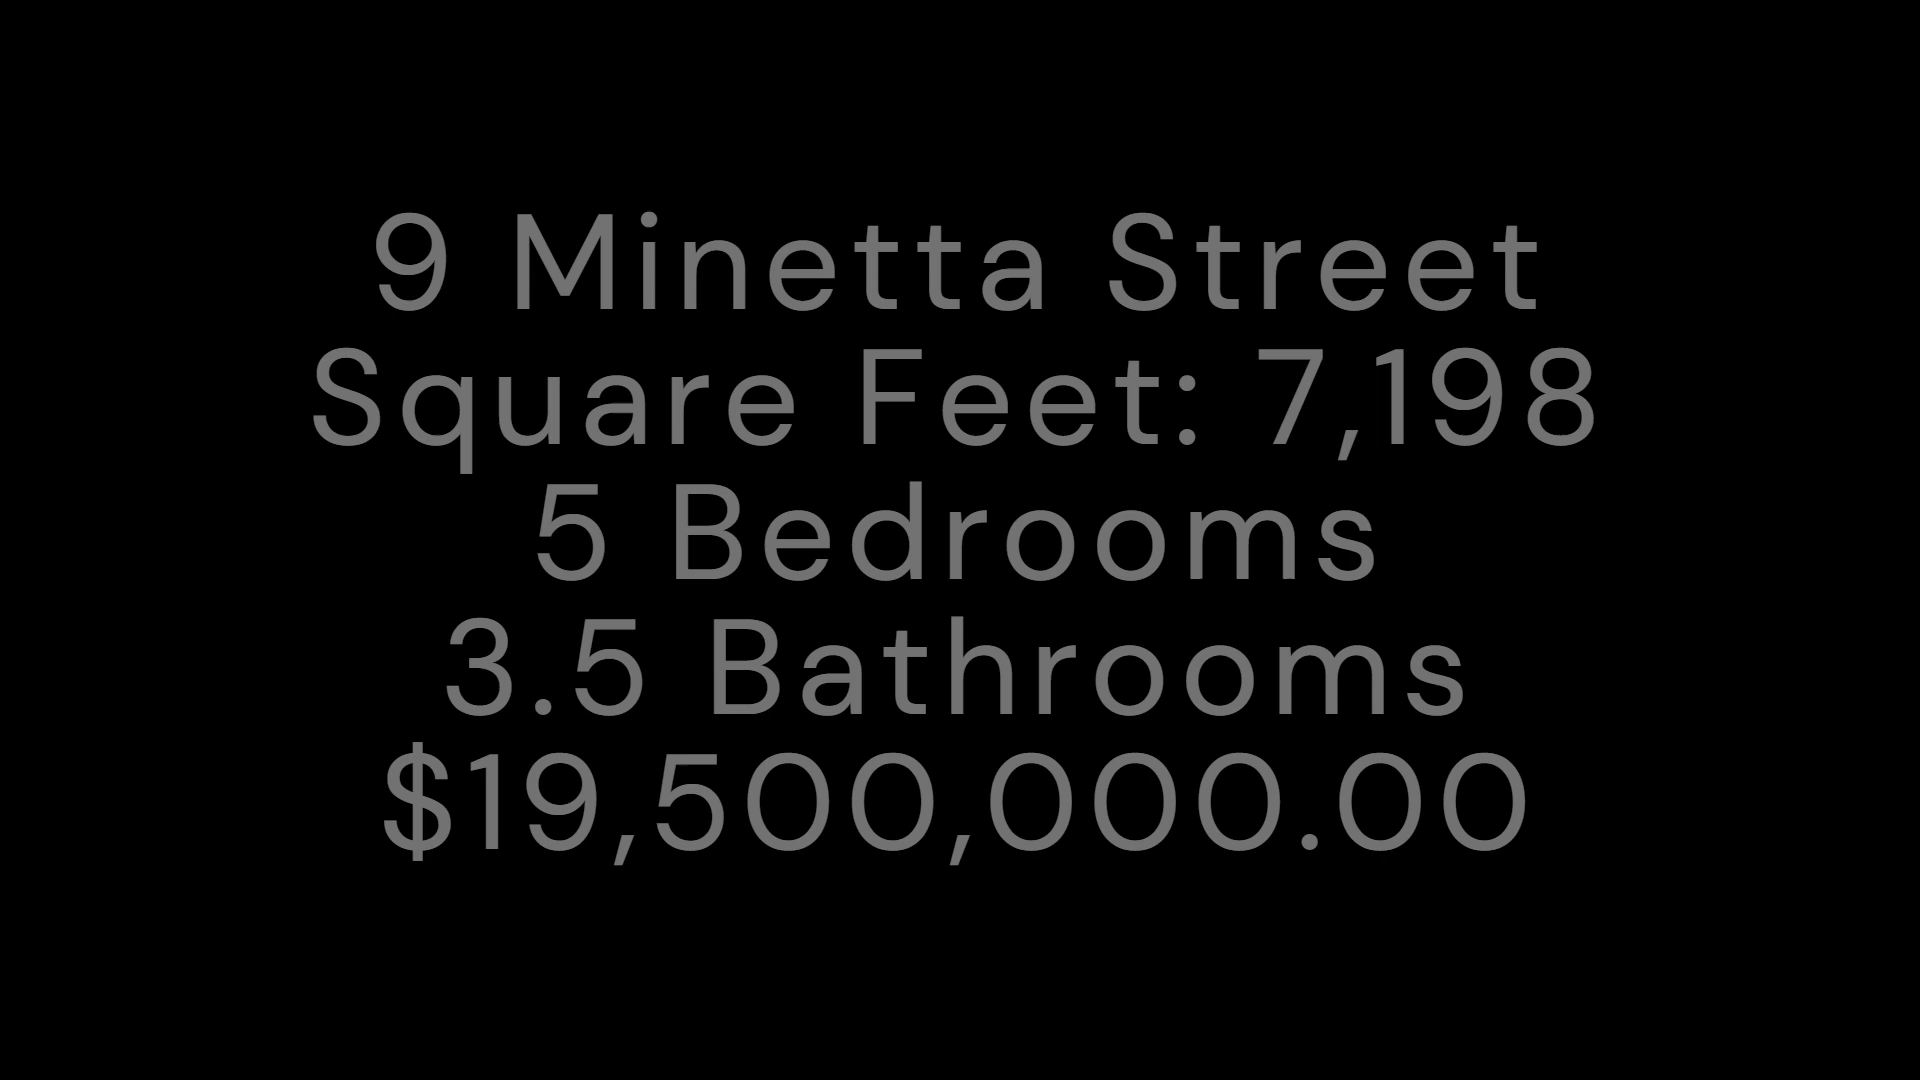 9 Minetta Street
Square Feet: 7,198
5 Bedrooms
3.5 Bathrooms
$19,500,000.00